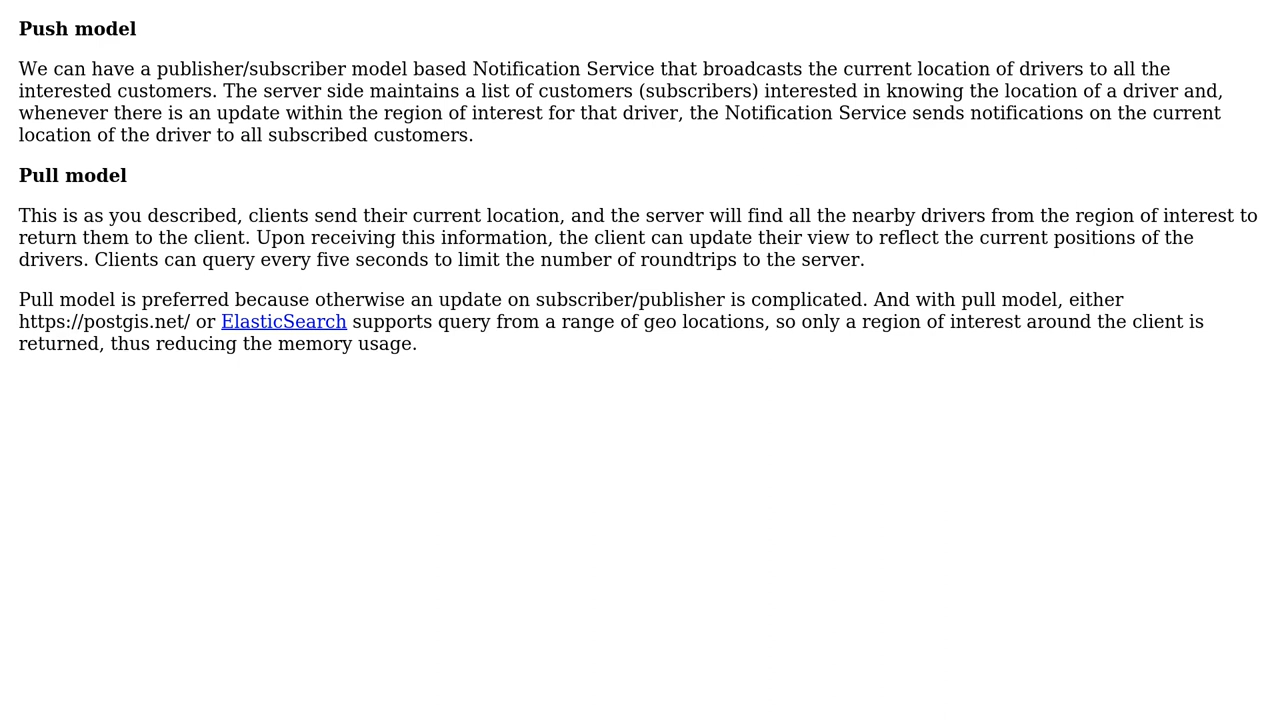 Push model
We can have a publisher/subscriber model based Notification Service that broadcasts the current location of drivers to all the
interested customers. The server side maintains a list of customers (subscribers) interested in knowing the location of a driver and,
whenever there is an update within the region of interest for that driver, the Notification Service sends notifications on the current
location of the driver to all subscribed customers.
Pull model
This is as you described, clients send their current location, and the server will find all the nearby drivers from the region of interest to
return them to the client. Upon receiving this information, the client can update their view to reflect the current positions of the
drivers. Clients can query every five seconds to limit the number of roundtrips to the server.
Pull model is preferred because otherwise an update on subscriber/publisher is complicated. And with pull model, either
https://postgis.net/ or ElasticSearch supports query from a range of geo locations, so only a region of interest around the client is
returned, thus reducing the memory usage.